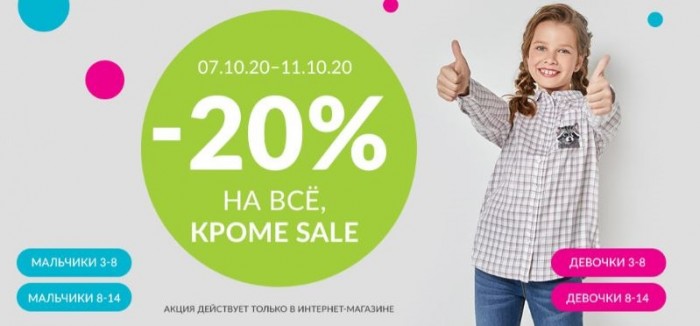 07.10.20–11.10.20
-20%
НА ВСЁ,
КРОМЕ SALE
МАЛЬЧИКИ 3-8
ДЕВОЧКИ 3-8
МАЛЬЧИКИ 8-14
ДЕВОЧКИ 8-14
АКЦИЯ ДЕЙСТВУЕТ ТОЛЬКО В ИНТЕРНЕТ-МАГАЗИНЕ